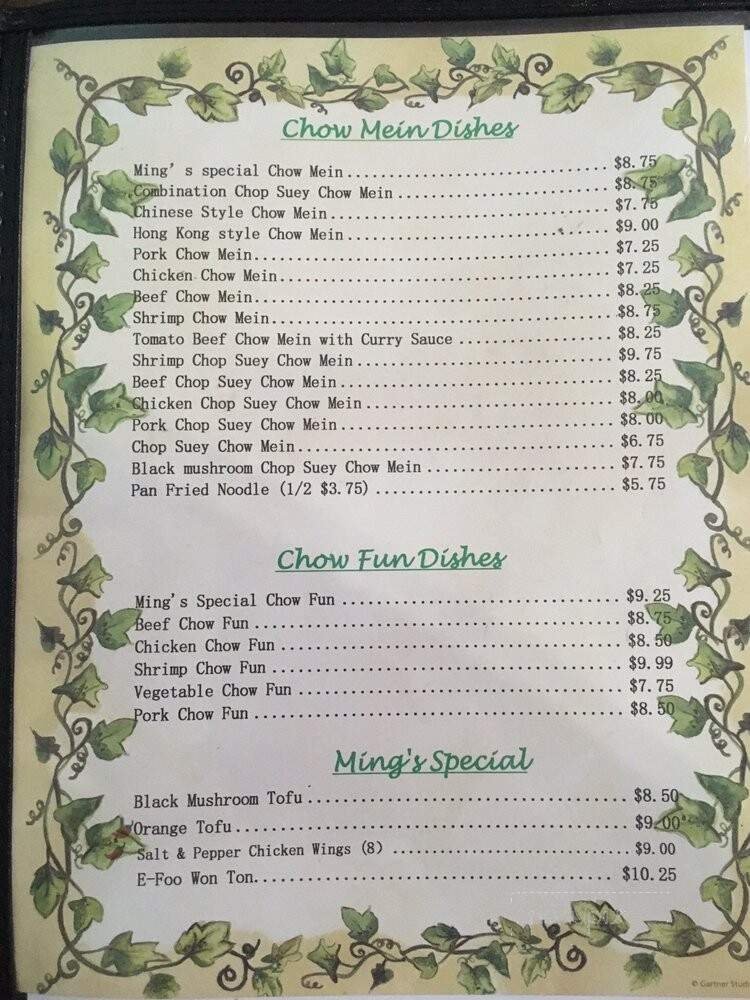 Chow Mein Dishes
Ming's special Chow Mein........................... $8.75
Combination Chop Suey Chow Mein.................... $8.75
Chinese Style Chow Mein............................ $7.75
Hong Kong style Chow Mein.......................... $9.00
Pork Chow Mein..................................... $7.25
Chicken Chow Mein.................................. $7.25
Beef Chow Mein..................................... $8.25
Shrimp Chow Mein................................... $8.75
Tomato Beef Chow Mein with Curry Sauce ............ $8.25
Shrimp Chop Suey Chow Mein......................... $9.75
Beef Chop Suey Chow Mein........................... $8.25
Chicken Chop Suey Chow Mein........................ $8.00
Pork Chop Suey Chow Mein........................... $8.00
Chop Suey Chow Mein................................ $6.75
Black mushroom Chop Suey Chow Mein ................ $7.75
Pan Fried Noodle (1/2 $3.75) ...................... $5.75
Chow Fun Dishes
Ming's Special Chow Fun ........................... $9.25
Beef Chow Fun ..................................... $8.75
Chicken Chow Fun .................................. $8.50
Shrimp Chow Fun ................................... $9.99
Vegetable Chow Fun ................................ $7.75
Pork Chow Fun ..................................... $8.50
Ming's Special
Black Mushroom Tofu................................ $8.50
Orange Tofu........................................ $9.00
Salt & Pepper Chicken Wings (8) ................... $9.00
E-Foo Won Ton...................................... $10.25
© Gartner Stud